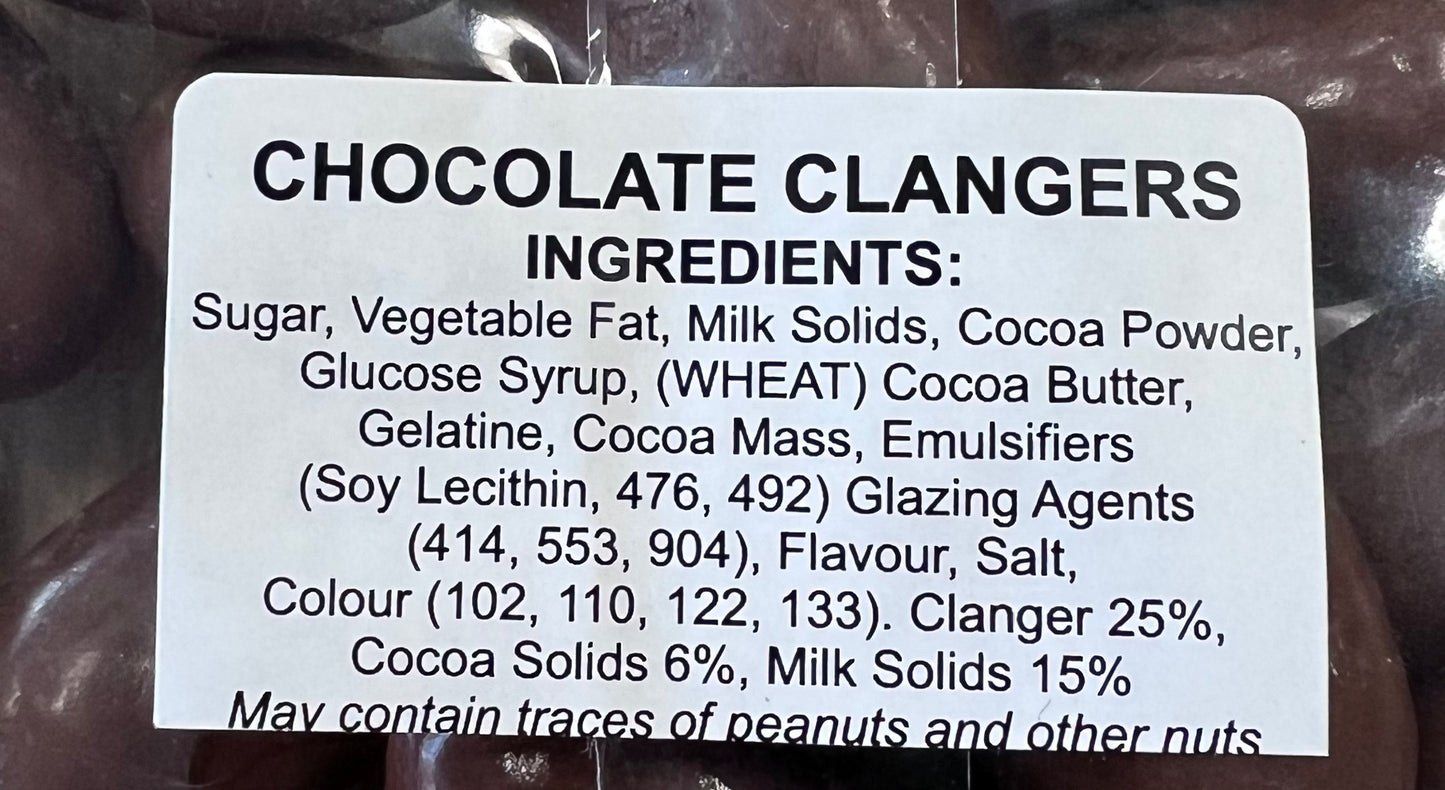 CHOCOLATE CLANGERS
INGREDIENTS:
Sugar, Vegetable Fat, Milk Solids, Cocoa Powder,
Glucose Syrup, (WHEAT) Cocoa Butter,
Gelatine, Cocoa Mass, Emulsifiers
(Soy Lecithin, 476, 492) Glazing Agents
(414, 553, 904), Flavour, Salt,
Colour (102, 110, 122, 133). Clanger 25%,
Cocoa Solids 6%, Milk Solids 15%
May contain traces of peanuts and other nuts